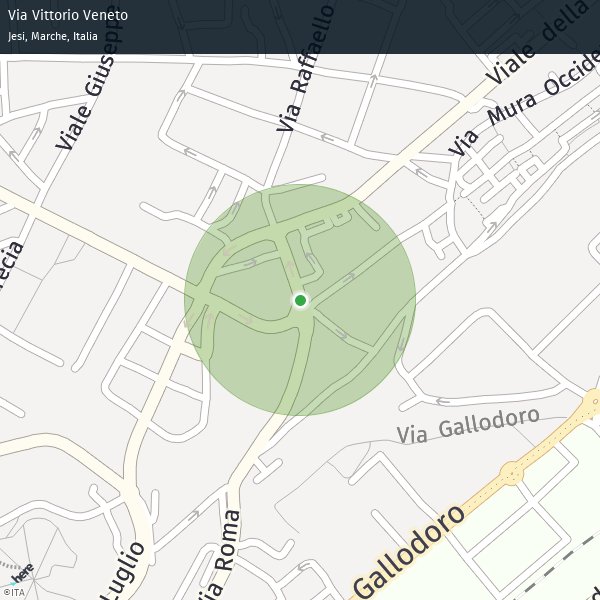 Via Vittorio Veneto
Jesi, Marche, Italia
Viale Giuseppe
Via Raffaello
Viale della
Via Mura Occide
recia
Via Gallodoro
Gallodoro
Via Roma
Luglio
here
©ITA